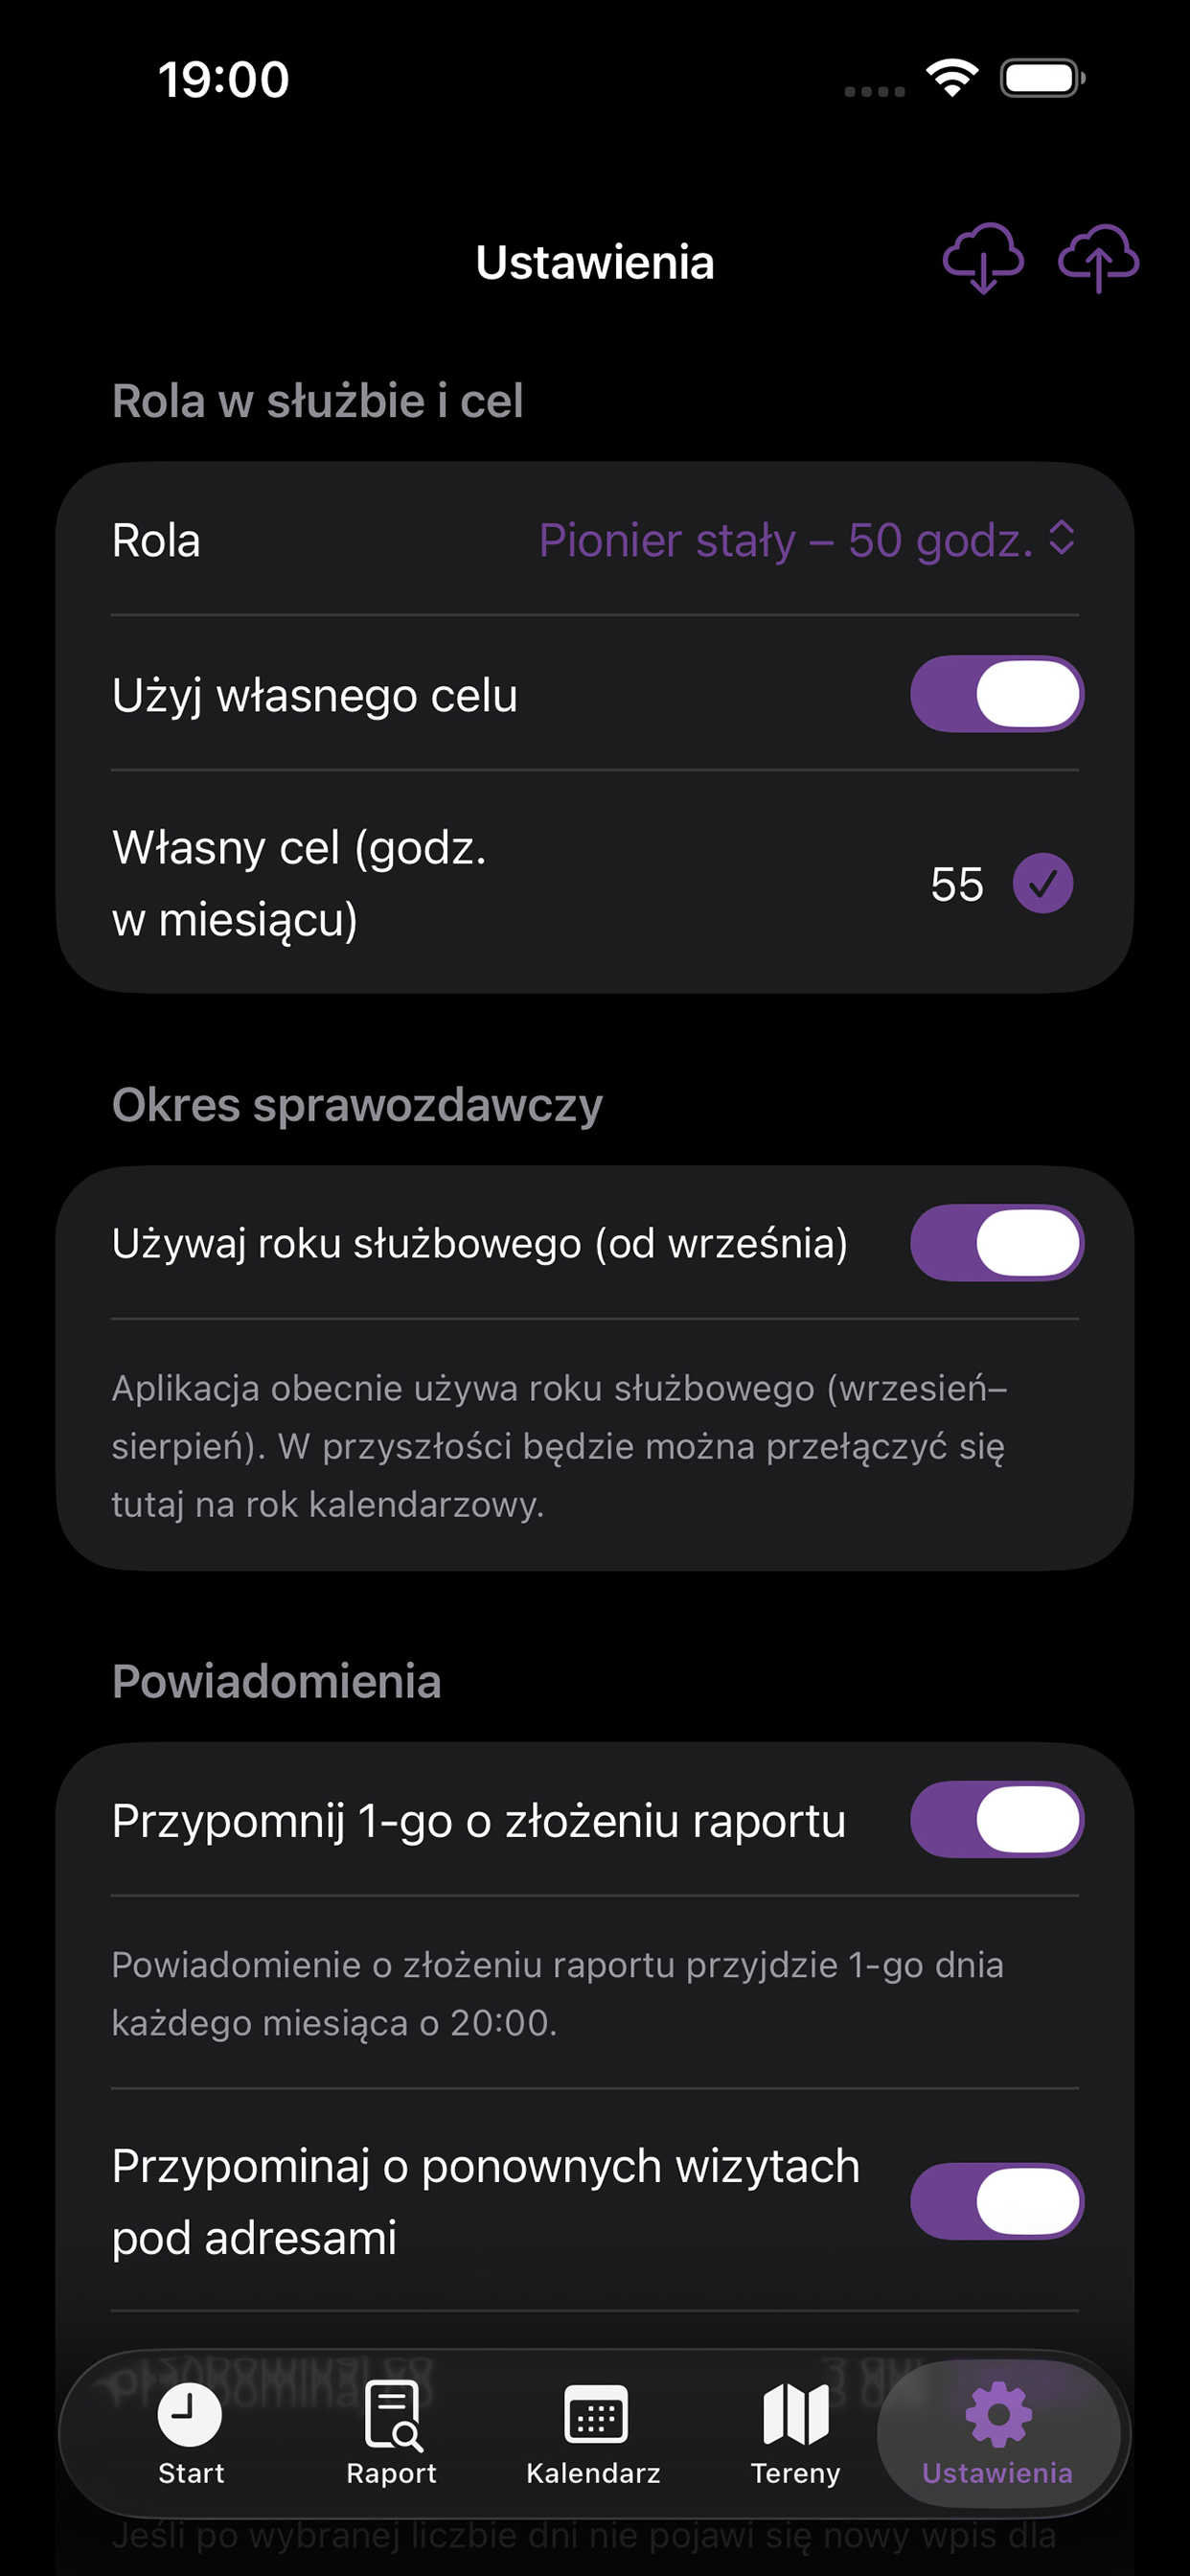 19:00
Ustawienia
Rola w służbie i cel
Rola
Pionier stały – 50 godz.
Użyj własnego celu
Własny cel (godz.
w miesiącu)
55
Okres sprawozdawczy
Używaj roku służbowego (od września)
Aplikacja obecnie używa roku służbowego (wrzesień–
sierpień). W przyszłości będzie można przełączyć się
tutaj na rok kalendarzowy.
Powiadomienia
Przypomnij 1-go o złożeniu raportu
Powiadomienie o złożeniu raportu przyjdzie 1-go dnia
każdego miesiąca o 20:00.
Przypominaj o ponownych wizytach
pod adresami
Przypominaj co
3 dni
Start
Raport
Kalendarz
Tereny
Ustawienia
Jeśli po wybranej liczbie dni nie pojawi się nowy wpis dla